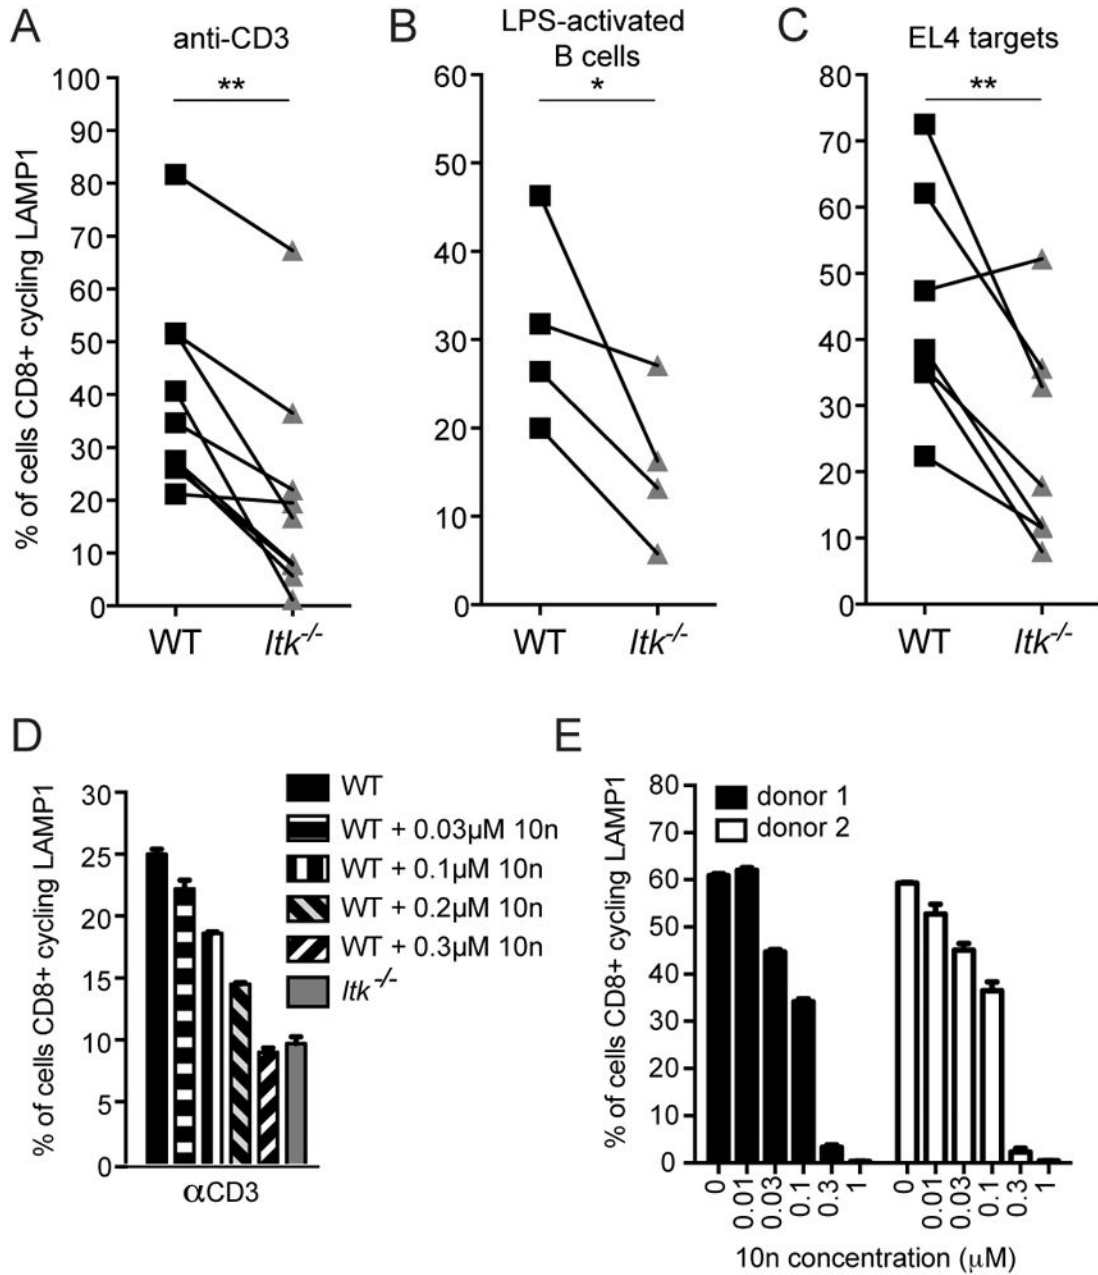 A
anti-CD3
**
% of cells CD8+ cycling LAMP1
100
90
80
70
60
50
40
30
20
10
0
WT
Itk-/-
B
LPS-activated
B cells
*
60
50
40
30
20
10
0
WT
Itk-/-
C
EL4 targets
**
80
70
60
50
40
30
20
10
0
WT
Itk-/-
D
% of cells CD8+ cycling LAMP1
30
25
20
15
10
5
0
αCD3
WT
WT + 0.03μM 10n
WT + 0.1μM 10n
WT + 0.2μM 10n
WT + 0.3μM 10n
Itk-/-
E
% of cells CD8+ cycling LAMP1
80
70
60
50
40
30
20
10
0
donor 1
donor 2
0 0.01 0.03 0.1 0.3 1 0 0.01 0.03 0.1 0.3 1
10n concentration (μM)